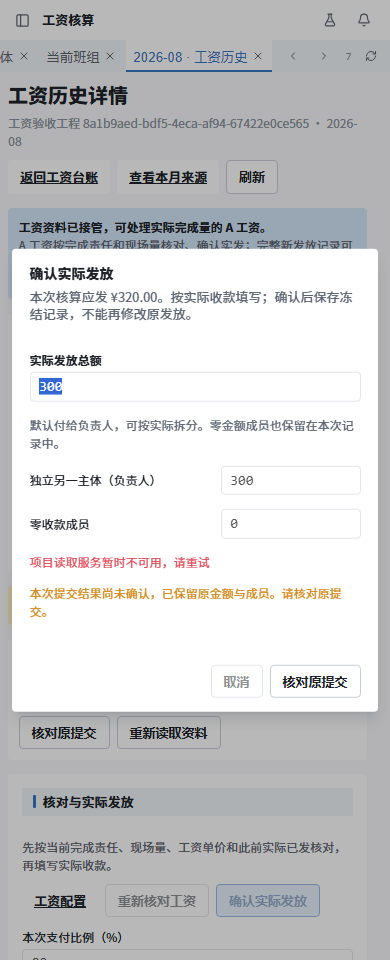 工资核算
体 × 当前班组 × 2026-08 · 工资历史 × 7
工资历史详情
工资验收工程 8a1b9aed-bdf5-4eca-af94-67422e0ce565 · 2026-
08
返回工资台账 查看本月来源 刷新
工资资料已接管，可处理实际完成量的 A 工资。
A 工资按完成责任和现场量核对、确认实发；完整新发放记录可
确认实际发放
本次核算应发 ¥320.00。按实际收款填写；确认后保存冻
结记录，不能再修改原发放。
实际发放总额
300
默认付给负责人，可按实际拆分。零金额成员也保留在本次记
录中。
独立另一主体（负责人） 300
零收款成员 0
项目读取服务暂时不可用，请重试
本次提交结果尚未确认，已保留原金额与成员。请核对原提
交。
取消 核对原提交
核对原提交 重新读取资料
核对与实际发放
先按当前完成责任、现场量、工资单价和此前实际已发核对，
再填写实际收款。
工资配置 重新核对工资 确认实际发放
本次支付比例（%）